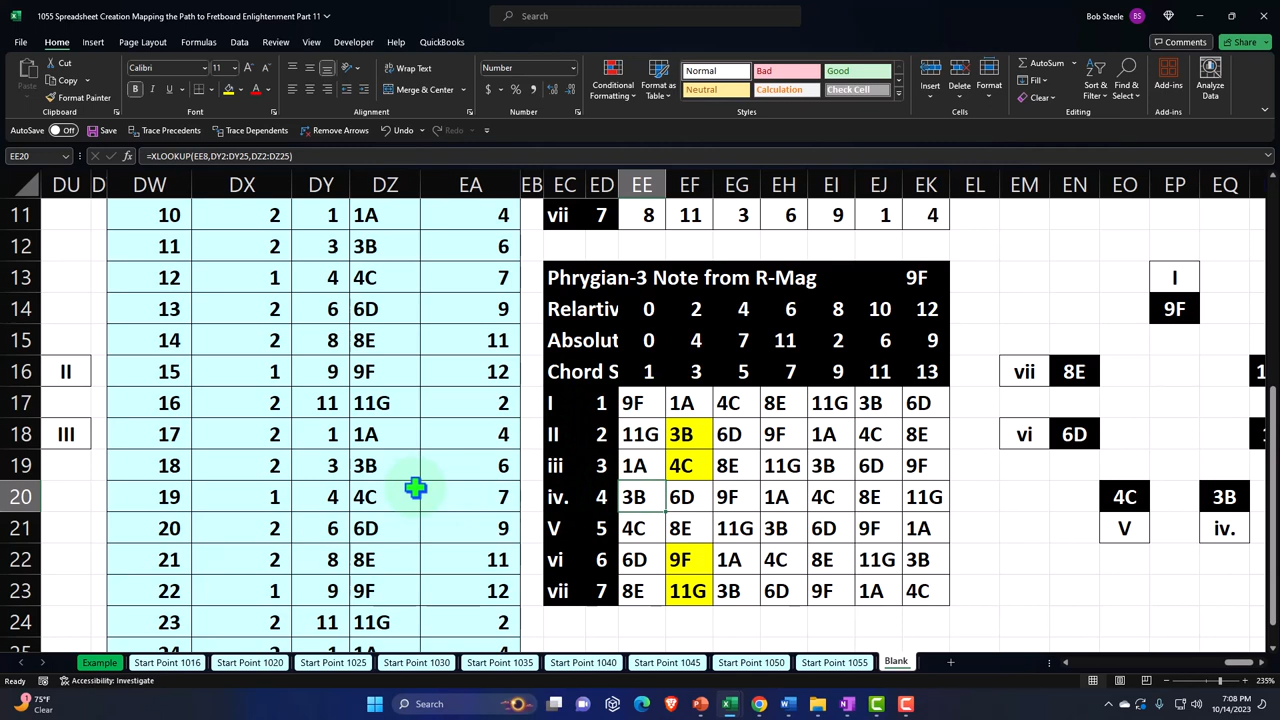 1055 Spreadsheet Creation Mapping the Path to Fretboard Enlightenment Part 11
Search
Bob Steele BS
File Home Insert Page Layout Formulas Data Review View Developer Help QuickBooks Comments Share
Cut
Copy
Format Painter
Clipboard
Calibri 11
Font
Wrap Text
Merge & Center
Alignment
Number
Number
Conditional Formatting
Format as Table
Normal Bad Good
Neutral Calculation Check Cell
Styles
Insert Delete Format
Cells
AutoSum
Fill
Clear
Editing
Sort & Filter
Find & Select
Add-ins
Add-ins
Analyze Data
AutoSave Off Save Trace Precedents Trace Dependents Remove Arrows Undo Redo
EE20 fx =XLOOKUP(EE8,DY2:DY25,DZ2:DZ25)
DU D DW DX DY DZ EA EB EC ED EE EF EG EH EI EJ EK EL EM EN EO EP EQ
11 10 2 1 1A 4 vii 7 8 11 3 6 9 1 4
12 11 2 3 3B 6
13 12 1 4 4C 7 Phrygian-3 Note from R-Mag 9F I
14 13 2 6 6D 9 Relartiv 0 2 4 6 8 10 12 9F
15 14 2 8 8E 11 Absolut 0 4 7 11 2 6 9
16 II 15 1 9 9F 12 Chord S 1 3 5 7 9 11 13 vii 8E 1
17 16 2 11 11G 2 I 1 9F 1A 4C 8E 11G 3B 6D
18 III 17 2 1 1A 4 II 2 11G 3B 6D 9F 1A 4C 8E vi 6D
19 18 2 3 3B 6 iii 3 1A 4C 8E 11G 3B 6D 9F
20 19 1 4 4C 7 iv. 4 3B 6D 9F 1A 4C 8E 11G 4C 3B
21 20 2 6 6D 9 V 5 4C 8E 11G 3B 6D 9F 1A V iv.
22 21 2 8 8E 11 vi 6 6D 9F 1A 4C 8E 11G 3B
23 22 1 9 9F 12 vii 7 8E 11G 3B 6D 9F 1A 4C
24 23 2 11 11G 2
Example Start Point 1016 Start Point 1020 Start Point 1025 Start Point 1030 Start Point 1035 Start Point 1040 Start Point 1045 Start Point 1050 Start Point 1055 Blank
Ready Accessibility: Investigate 235%
75°F
Clear
Search
7:08 PM
10/14/2023